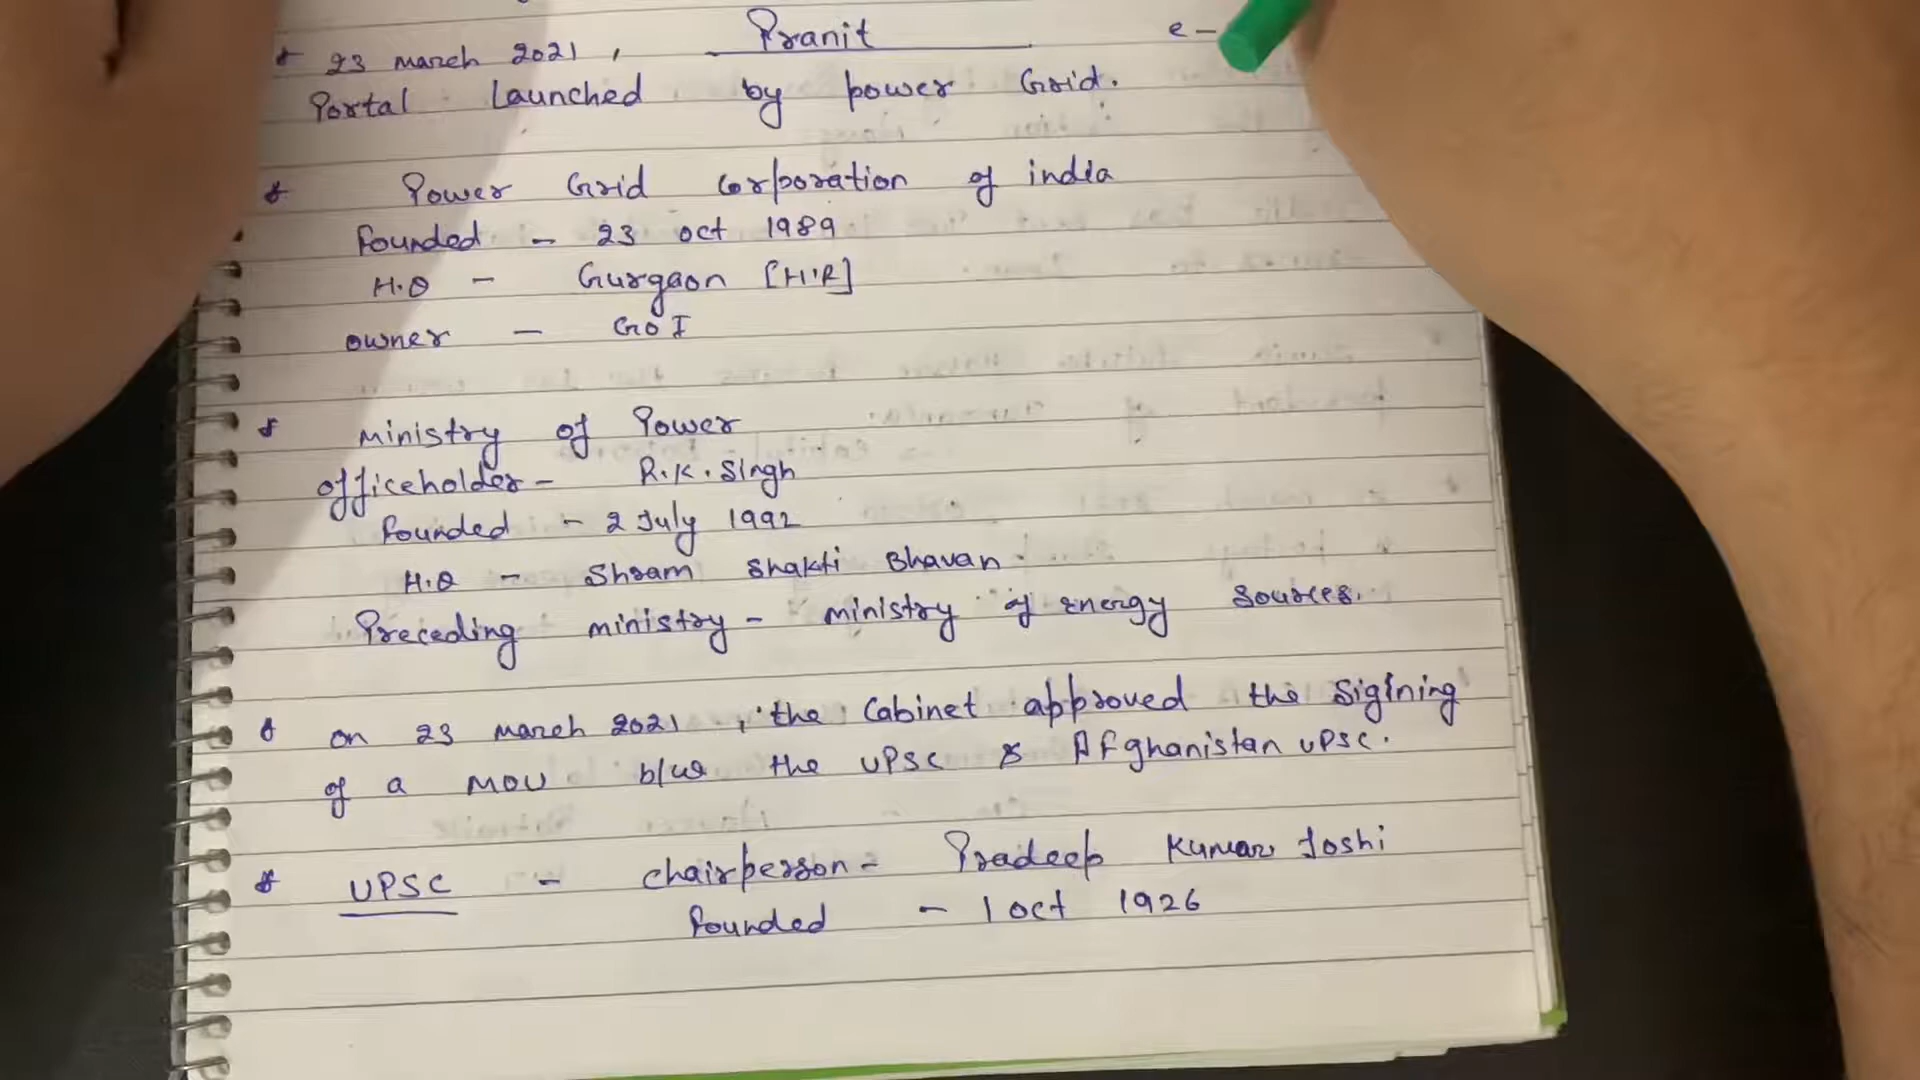 * 23 march 2021, Pranit e-
Portal Launched by power Grid.
* Power Grid Corporation of india
founded - 23 oct 1989
H.Q - Gurgaon [H.R]
owner - GOI
* ministry of Power
officeholder - R.K. Singh
founded - 2 July 1992
H.Q - Shram Shakti Bhavan
Preceding ministry - ministry of energy sources.
* on 23 march 2021, the Cabinet approved the Sigining
of a MOU b/w the UPSC & Afghanistan UPSC.
* UPSC - chairperson - Pradeep Kumar Joshi
founded - 1 oct 1926